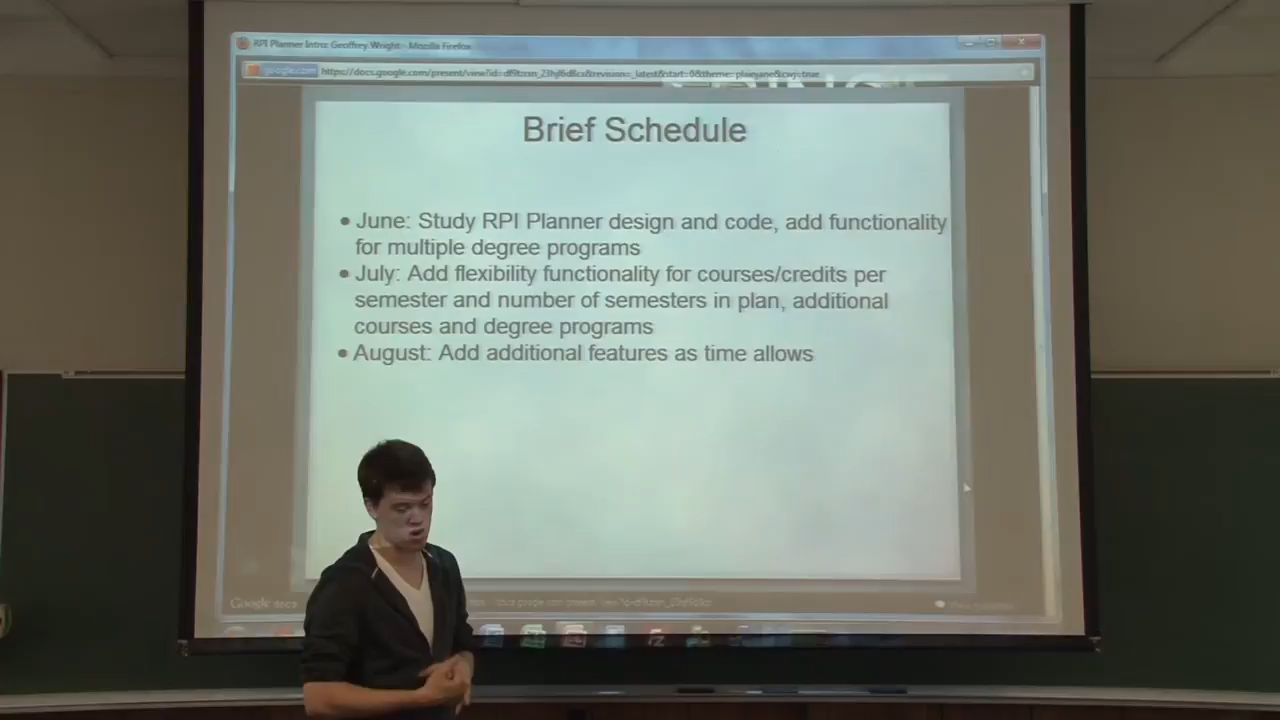 RPI Planner Intro: Geoffrey Wright - Mozilla Firefox
google.com
Brief Schedule
• June: Study RPI Planner design and code, add functionality
for multiple degree programs
• July: Add flexibility functionality for courses/credits per
semester and number of semesters in plan, additional
courses and degree programs
• August: Add additional features as time allows
Google docs